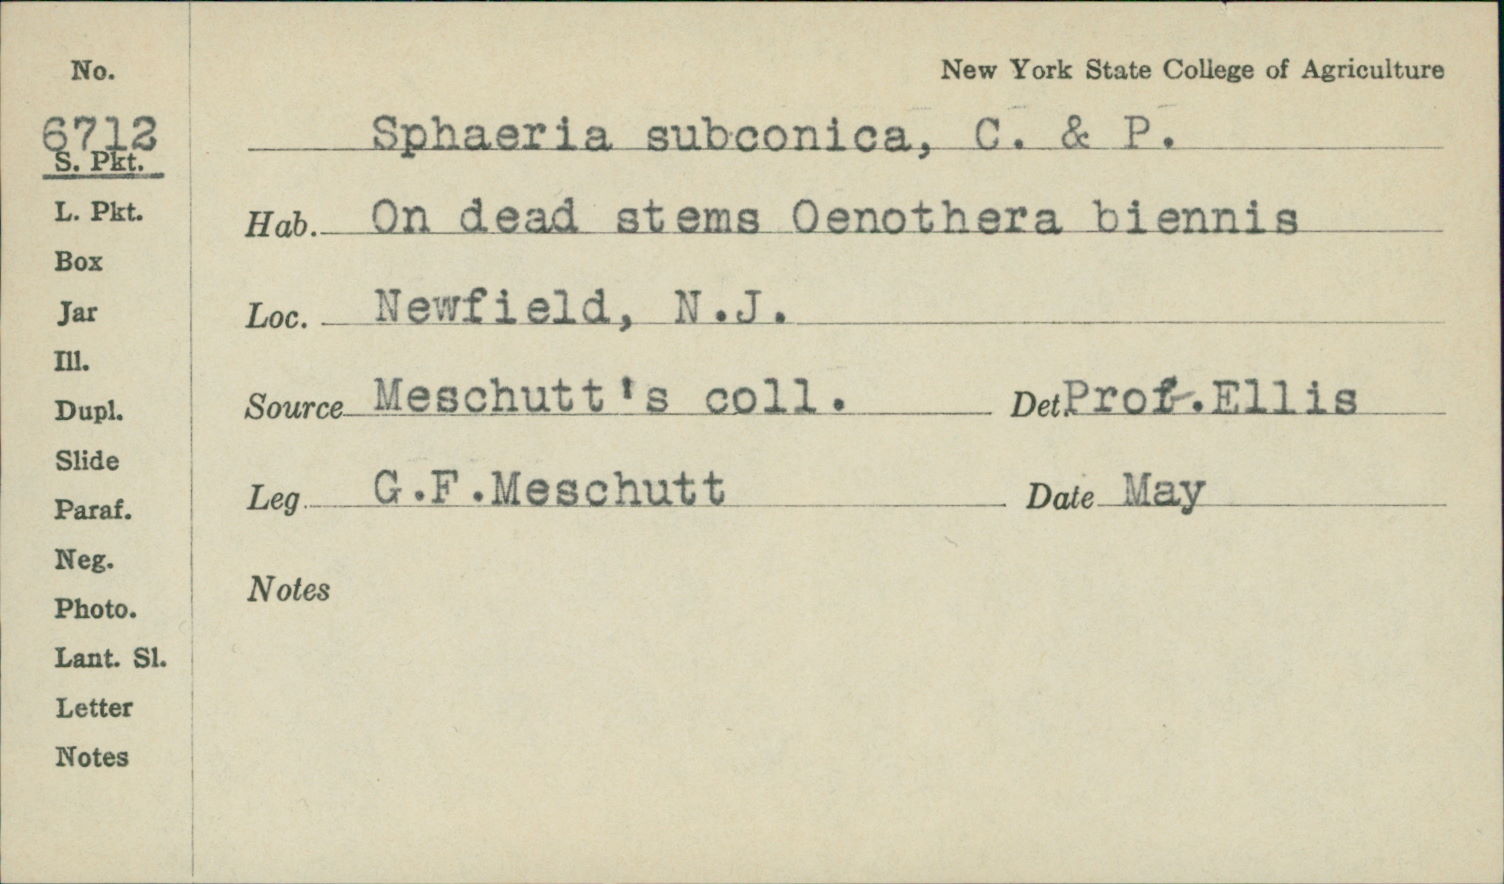 No. New York State College of Agriculture
Sphaeria subconica, C. & P.
S. Pkt.
L. Pkt.
Hab. On dead stems Oenothera biennis
Box
Jar
Loc. Newfield, N.J.
Ill.
Dupl.
Source Meschutt's coll. Det. Prof. Ellis
Slide
Leg G.F.Meschutt Date May
Paraf.
Neg.
Notes
Photo.
Lant. Sl.
Letter
Notes